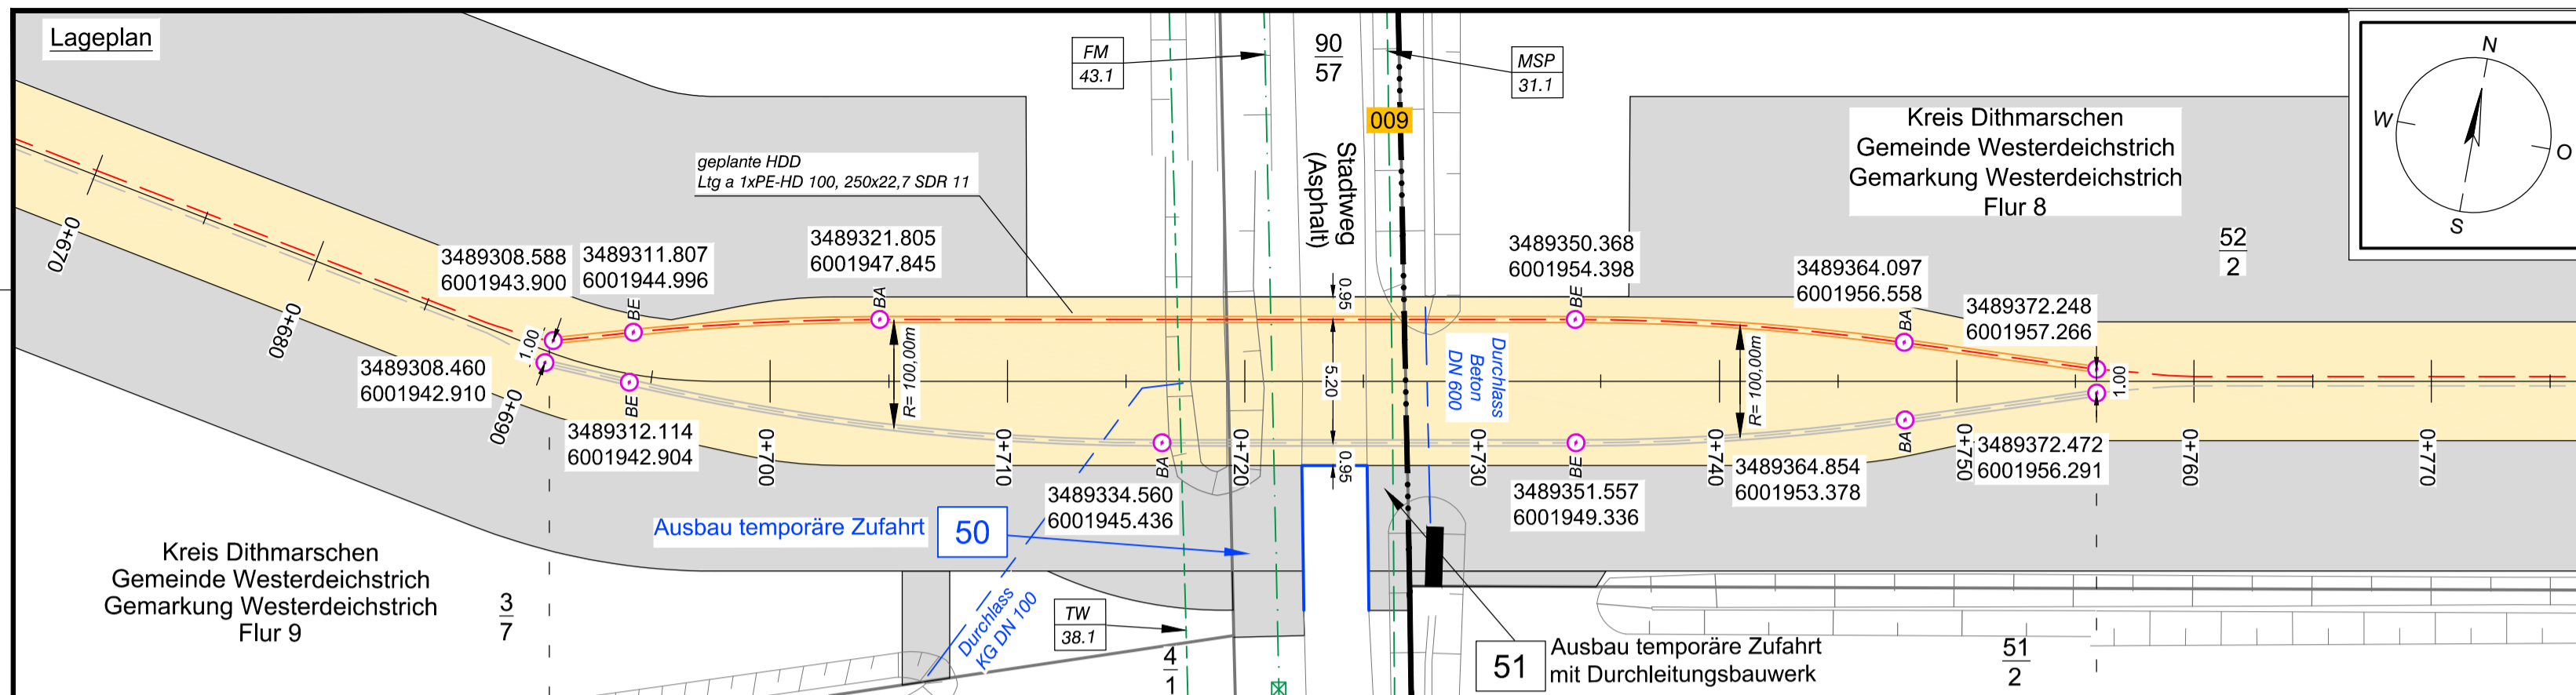 Lageplan
FM
43.1
90
57
MSP
31.1
009
Kreis Dithmarschen
Gemeinde Westerdeichstrich
Gemarkung Westerdeichstrich
Flur 8
N
W
O
S
52
2
geplante HDD
Ltg a 1xPE-HD 100, 250x22,7 SDR 11
Stadtweg
(Asphalt)
0+670
0+680
0+690
3489308.588
6001943.900
3489311.807
6001944.996
3489321.805
6001947.845
3489350.368
6001954.398
3489364.097
6001956.558
3489372.248
6001957.266
BE
BA
BE
BA
0.95
1.00
R= 100,00m
5.20
Durchlass
Beton
DN 600
R= 100,00m
1.00
3489308.460
6001942.910
BE
3489312.114
6001942.904
0+700
0+710
BA
0+720
0.95
0+730
BE
0+740
BA
0+750
0+760
0+770
3489334.560
6001945.436
3489351.557
6001949.336
3489364.854
6001953.378
3489372.472
6001956.291
Ausbau temporäre Zufahrt
50
Kreis Dithmarschen
Gemeinde Westerdeichstrich
Gemarkung Westerdeichstrich
Flur 9
3
7
Durchlass
KG DN 100
TW
38.1
4
1
51
Ausbau temporäre Zufahrt
mit Durchleitungsbauwerk
51
2